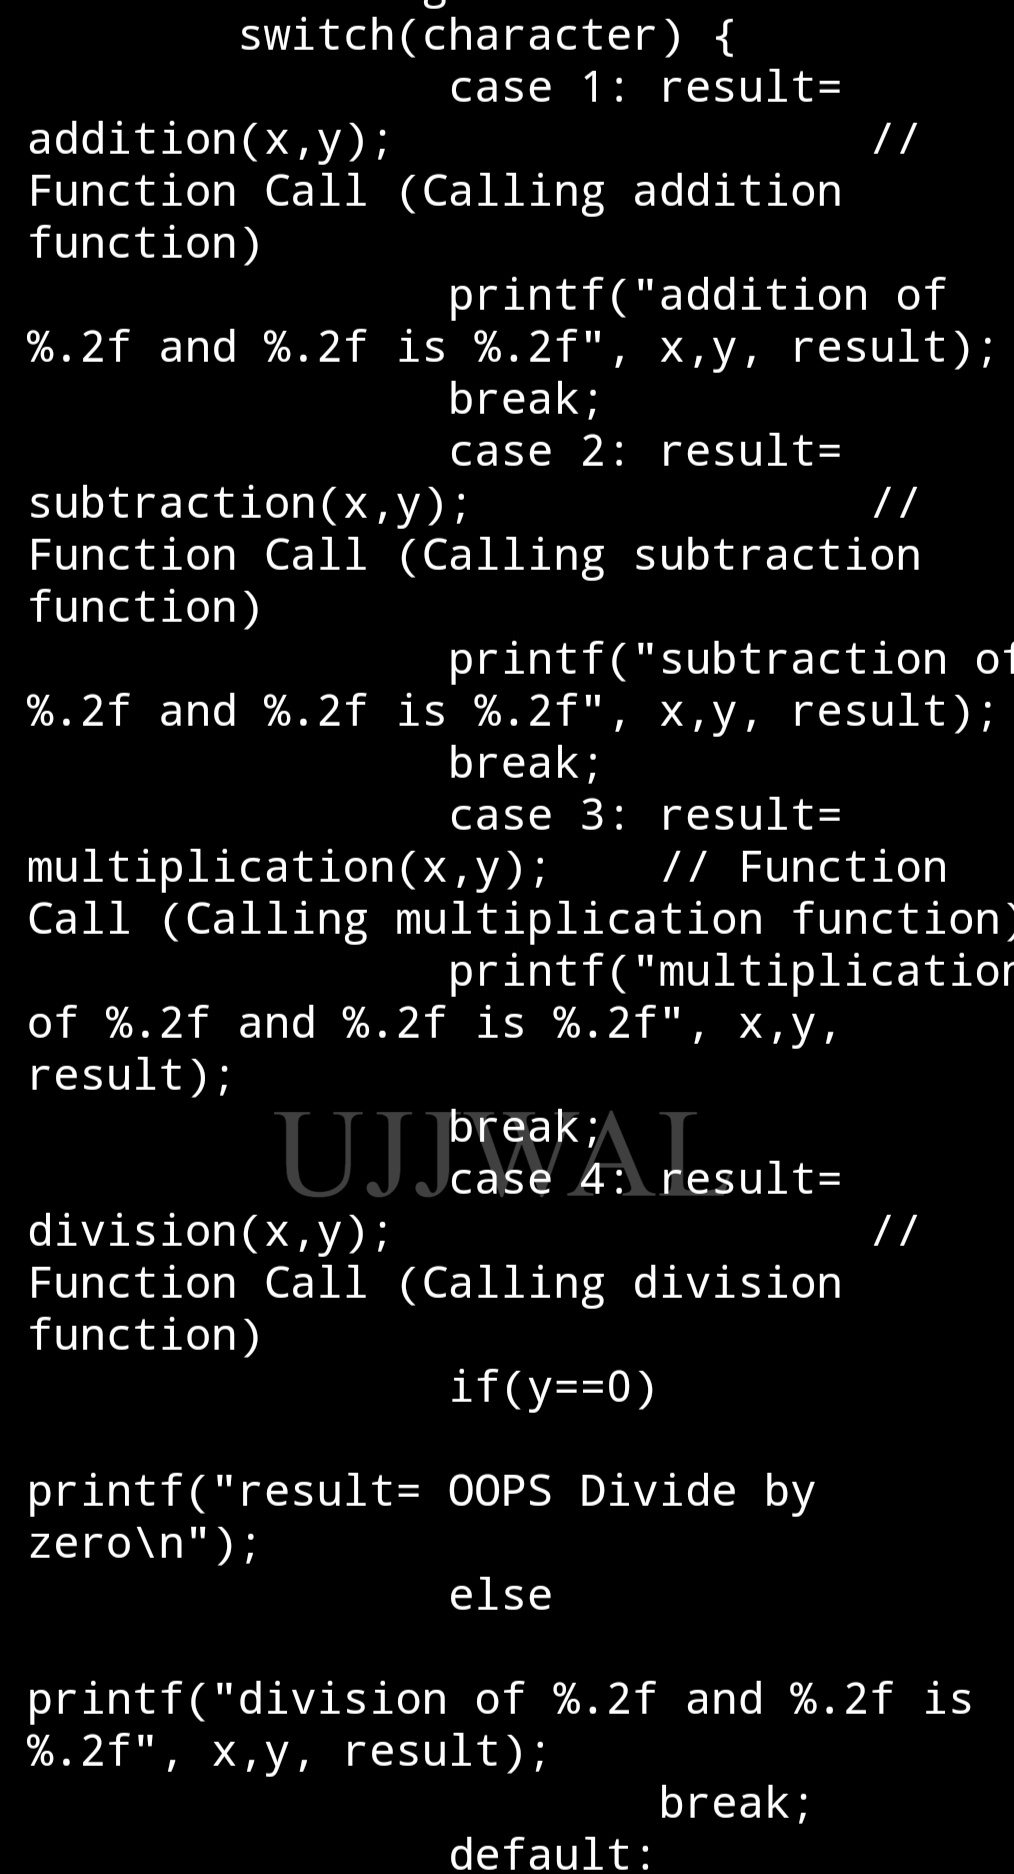 switch(character) {
case 1: result=
addition(x,y); //
Function Call (Calling addition
function)
printf("addition of
%.2f and %.2f is %.2f", x,y, result);
break;
case 2: result=
subtraction(x,y); //
Function Call (Calling subtraction
function)
printf("subtraction of
%.2f and %.2f is %.2f", x,y, result);
break;
case 3: result=
multiplication(x,y); // Function
Call (Calling multiplication function)
printf("multiplication
of %.2f and %.2f is %.2f", x,y,
result);
UJJWAL
break;
case 4: result=
division(x,y); //
Function Call (Calling division
function)
if(y==0)
printf("result= OOPS Divide by
zero\n");
else
printf("division of %.2f and %.2f is
%.2f", x,y, result);
break;
default: